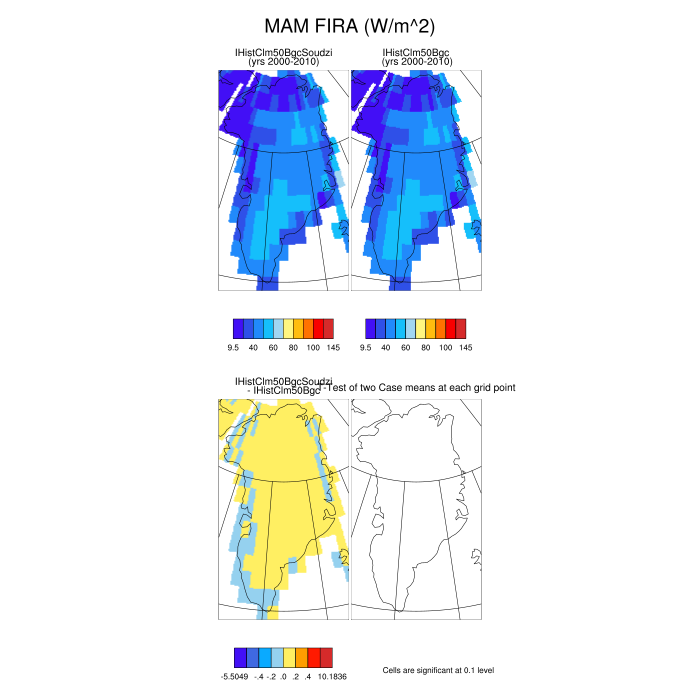 MAM FIRA (W/m^2)
IHistClm50BgcSoudzi
(yrs 2000-2010)
IHistClm50Bgc
(yrs 2000-2010)
9.5 40 60 80 100 145
9.5 40 60 80 100 145
IHistClm50BgcSoudzi
- IHistClm50Bgc
T-Test of two Case means at each grid point
-5.5049 -.4 -.2 .0 .2 .4 10.1836
Cells are significant at 0.1 level